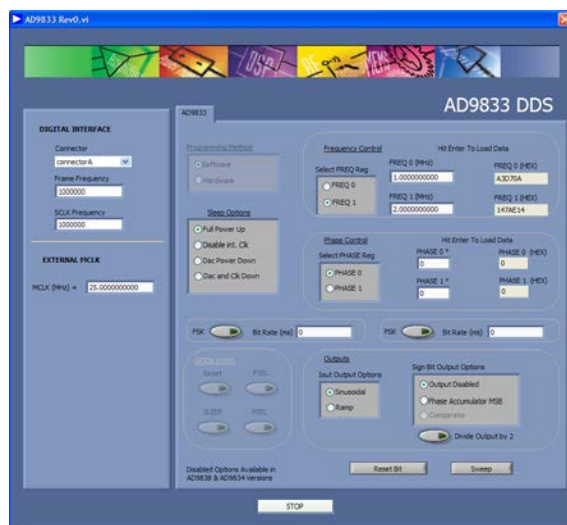 AD9833 Rev0.vi
DSP
RF
MEMS
AD9833 DDS
DIGITAL INTERFACE
Connector
connector A
Frame Frequency
1000000
SCLK Frequency
1000000
EXTERNAL MCLK
MCLK (MHz) = 25.000000000
AD9833
Programming Method
Software
Hardware
Sleep Options
Full Power Up
Disable int. Clk
Dac Power Down
Dac and Clk Down
Frequency Control
Hit Enter To Load Data
Select FREQ Reg
FREQ 0
FREQ 1
FREQ 0 (MHz)
1.0000000000
FREQ 0 (HEX)
A3D70A
FREQ 1 (MHz)
2.0000000000
FREQ 1 (HEX)
147AE14
Phase Control
Hit Enter To Load Data
Select PHASE Reg
PHASE 0
PHASE 1
PHASE 0 °
0
PHASE 0 (HEX)
0
PHASE 1 °
0
PHASE 1 (HEX)
0
FSK
Bit Rate (ms) 0
PSK
Bit Rate (ms) 0
Reset
FSEL
SLEEP
PSEL
Outputs
Iout Output Options
Sinusoidal
Ramp
Sign Bit Output Options
Output Disabled
Phase Accumulator MSB
Comparator
Divide Output by 2
Disabled Options Available in
AD9838 & AD9834 Versions
Reset Bit
Sweep
STOP